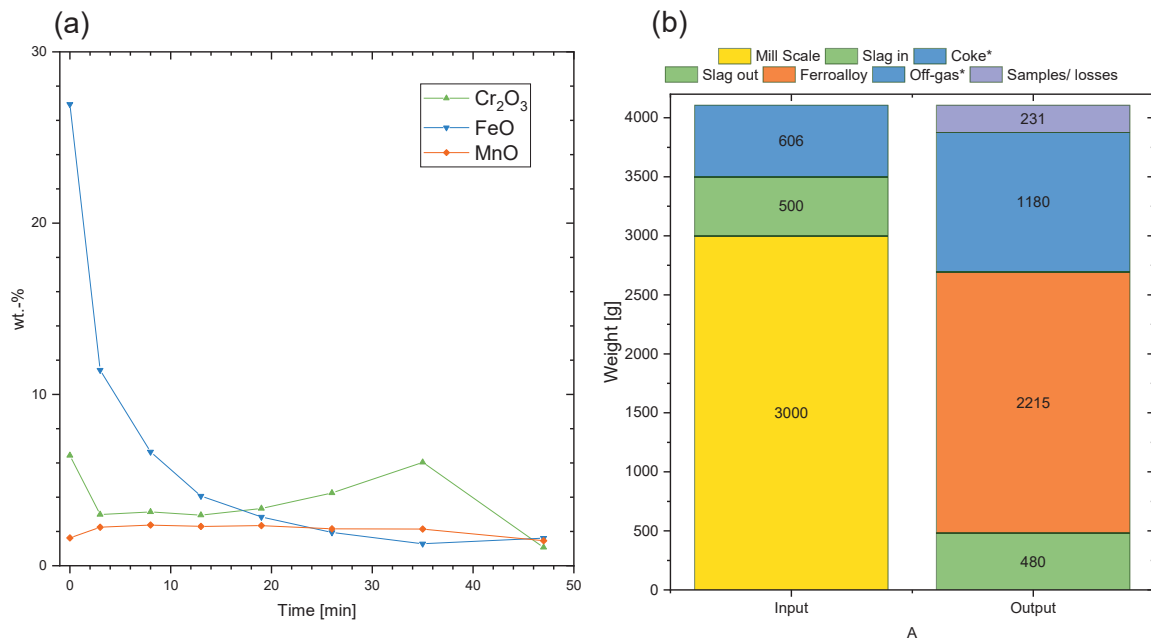 (a)
30
20
10
0
wt.-%
0 10 20 30 40 50
Time [min]
Cr₂O₃
FeO
MnO
(b)
Mill Scale Slag in Coke*
Slag out Ferroalloy Off-gas* Samples/ losses
4000
3500
3000
2500
2000
1500
1000
500
0
Weight [g]
606
500
3000
231
1180
2215
480
Input Output
A